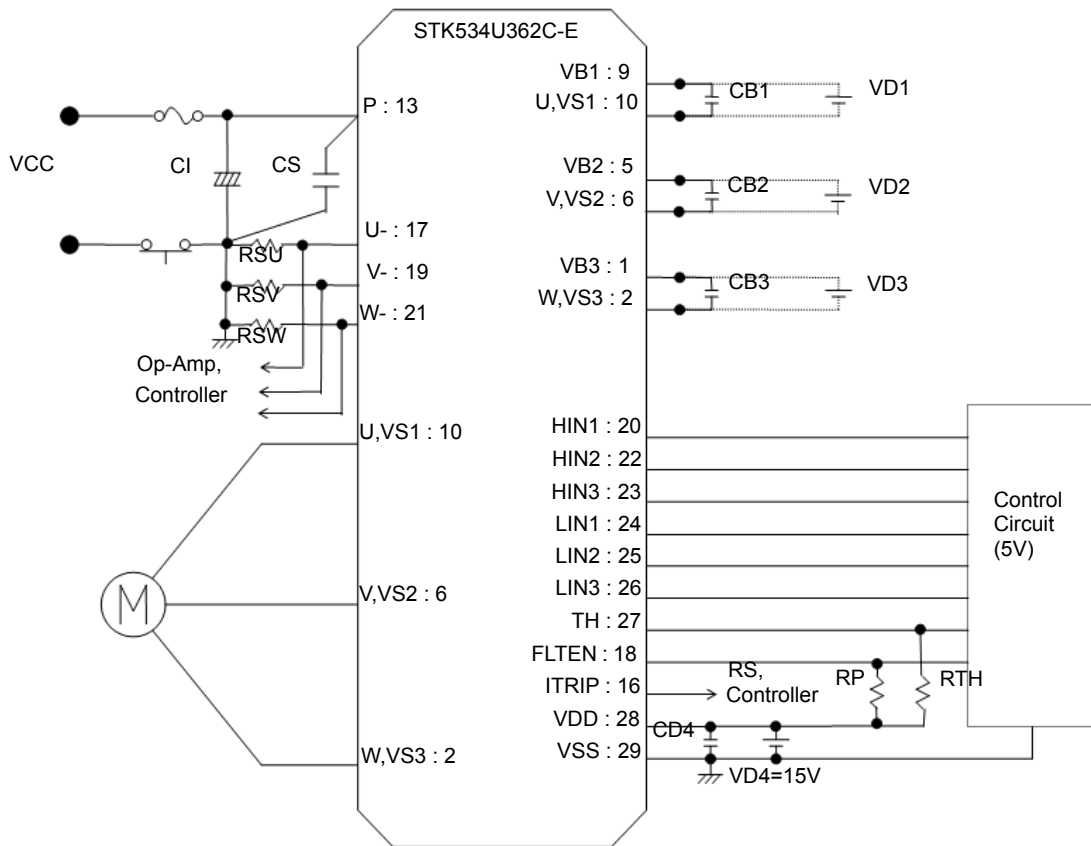 STK534U362C-E
VB1 : 9
U,VS1 : 10
CB1
VD1
P : 13
VCC
CI
CS
VB2 : 5
V,VS2 : 6
CB2
VD2
U- : 17
RSU
V- : 19
RSV
W- : 21
RSW
VB3 : 1
W,VS3 : 2
CB3
VD3
Op-Amp,
Controller
U,VS1 : 10
V,VS2 : 6
W,VS3 : 2
M
HIN1 : 20
HIN2 : 22
HIN3 : 23
LIN1 : 24
LIN2 : 25
LIN3 : 26
TH : 27
FLTEN : 18
ITRIP : 16
VDD : 28
VSS : 29
RS,
Controller
RP
RTH
CD4
VD4=15V
Control
Circuit
(5V)